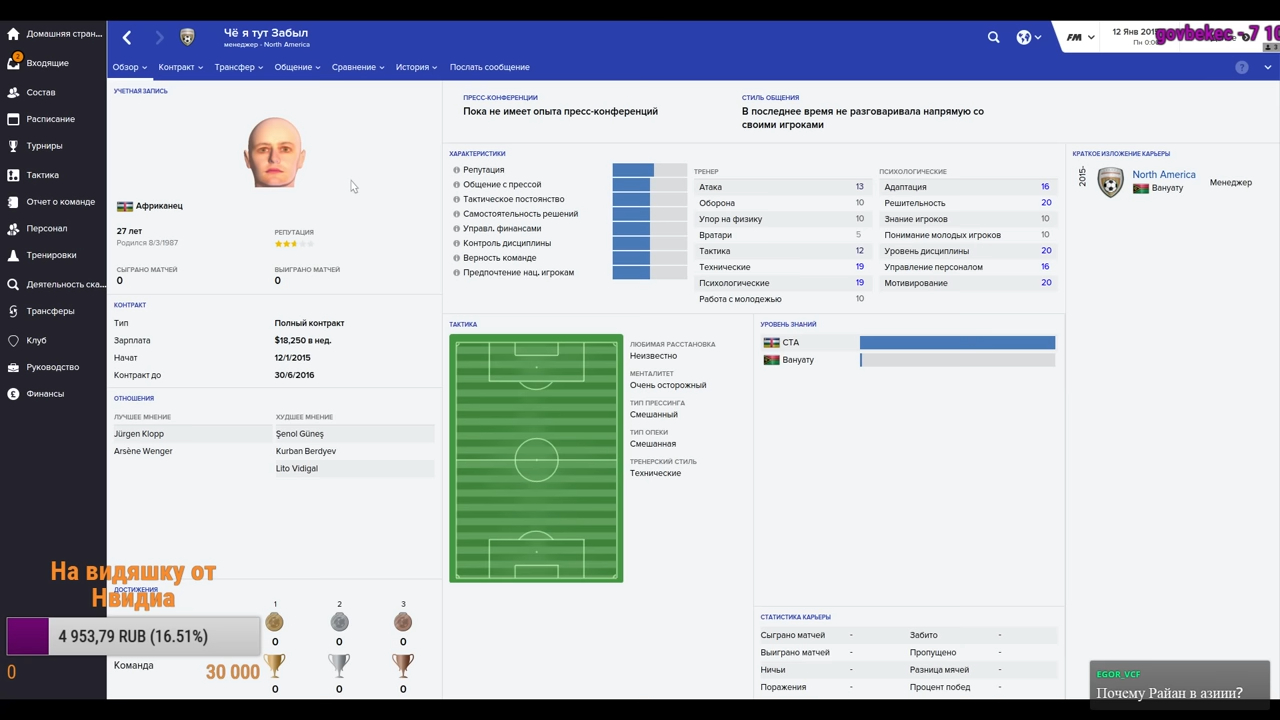 Домашняя стран...
2
Входящие
Состав
Расписание
Турниры
Тактика
Отчет о команде
Персонал
Тренировки
Деятельность ска...
Трансферы
Клуб
Руководство
Финансы
Чё я тут Забыл
менеджер - North America
FM
12 Янв 201
Пн 0:0
govbekec - 7 10
3
Обзор
Контракт
Трансфер
Общение
Сравнение
История
Послать сообщение
?
УЧЕТНАЯ ЗАПИСЬ
Африканец
27 лет
Родился 8/3/1987
РЕПУТАЦИЯ
СЫГРАНО МАТЧЕЙ
0
ВЫИГРАНО МАТЧЕЙ
0
КОНТРАКТ
Тип Полный контракт
Зарплата $18,250 в нед.
Начат 12/1/2015
Контракт до 30/6/2016
ОТНОШЕНИЯ
ЛУЧШЕЕ МНЕНИЕ ХУДШЕЕ МНЕНИЕ
Jürgen Klopp Şenol Güneş
Arsène Wenger Kurban Berdyev
Lito Vidigal
ДОСТИЖЕНИЯ
1 2 3
0 0 0
Команда
0 0 0
На видяшку от
Нвидиа
4 953,79 RUB (16.51%)
0 30 000
ПРЕСС-КОНФЕРЕНЦИИ
Пока не имеет опыта пресс-конференций
СТИЛЬ ОБЩЕНИЯ
В последнее время не разговаривала напрямую со
своими игроками
ХАРАКТЕРИСТИКИ
Репутация
Общение с прессой
Тактическое постоянство
Самостоятельность решений
Управл. финансами
Контроль дисциплины
Верность команде
Предпочтение нац. игрокам
ТРЕНЕР
Атака 13
Оборона 10
Упор на физику 10
Вратари 5
Тактика 12
Технические 19
Психологические 19
Работа с молодежью 10
ПСИХОЛОГИЧЕСКИЕ
Адаптация 16
Решительность 20
Знание игроков 10
Понимание молодых игроков 10
Уровень дисциплины 20
Управление персоналом 16
Мотивирование 20
КРАТКОЕ ИЗЛОЖЕНИЕ КАРЬЕРЫ
2015-
North America
Вануату
Менеджер
ТАКТИКА
ЛЮБИМАЯ РАССТАНОВКА
Неизвестно
МЕНТАЛИТЕТ
Очень осторожный
ТИП ПРЕССИНГА
Смешанный
ТИП ОПЕКИ
Смешанная
ТРЕНЕРСКИЙ СТИЛЬ
Технические
УРОВЕНЬ ЗНАНИЙ
СТА
Вануату
СТАТИСТИКА КАРЬЕРЫ
Сыграно матчей - Забито -
Выиграно матчей - Пропущено -
Ничьи - Разница мячей -
Поражения - Процент побед -
EGOR_VCF
Почему Райан в азиии?